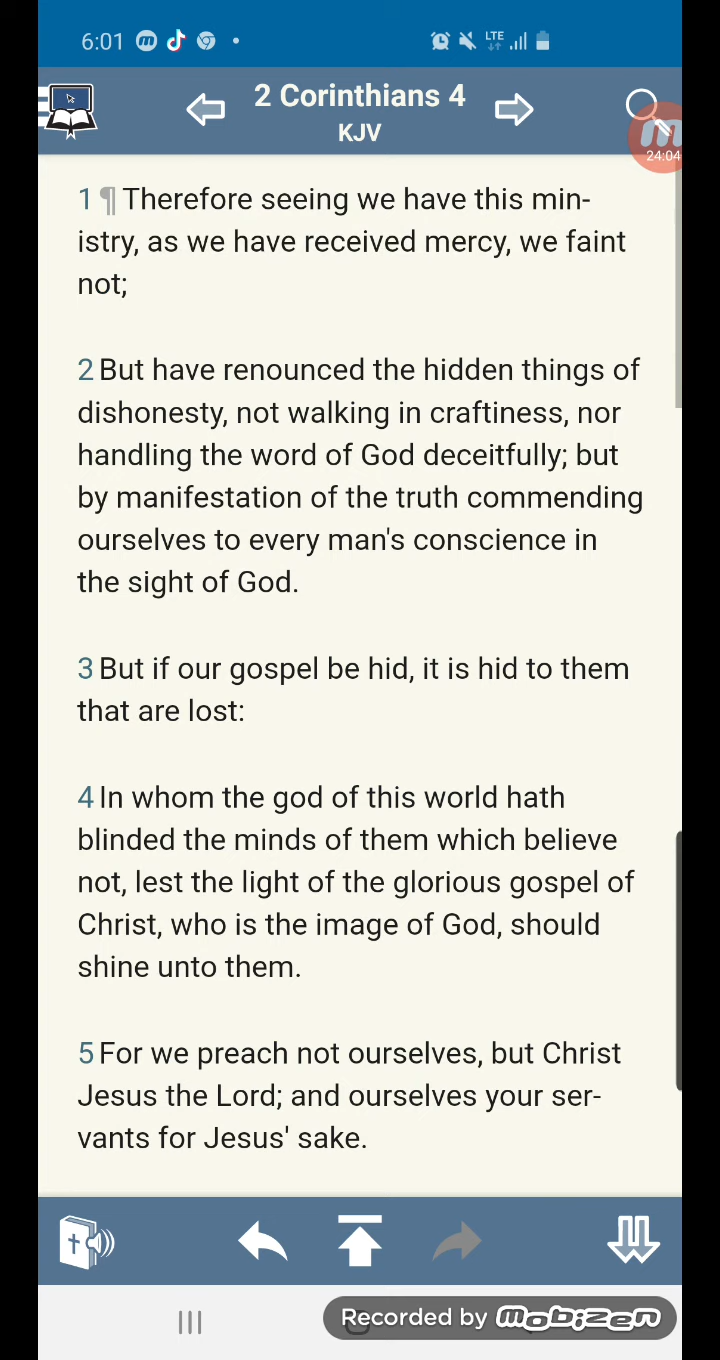 6:01
LTE
2 Corinthians 4
KJV
24:04
1 ¶ Therefore seeing we have this min-
istry, as we have received mercy, we faint
not;
2 But have renounced the hidden things of
dishonesty, not walking in craftiness, nor
handling the word of God deceitfully; but
by manifestation of the truth commending
ourselves to every man's conscience in
the sight of God.
3 But if our gospel be hid, it is hid to them
that are lost:
4 In whom the god of this world hath
blinded the minds of them which believe
not, lest the light of the glorious gospel of
Christ, who is the image of God, should
shine unto them.
5 For we preach not ourselves, but Christ
Jesus the Lord; and ourselves your ser-
vants for Jesus' sake.
Recorded by mobizen